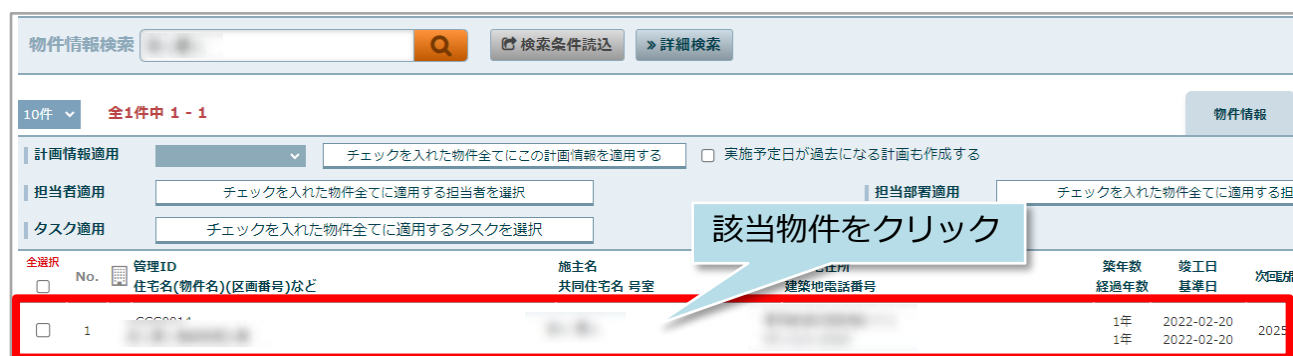 物件情報検索
検索条件読込
» 詳細検索
10件
全1件中 1 - 1
物件情報
計画情報適用
チェックを入れた物件全てにこの計画情報を適用する
実施予定日が過去になる計画も作成する
担当者適用
チェックを入れた物件全てに適用する担当者を選択
担当部署適用
チェックを入れた物件全てに適用する担
タスク適用
チェックを入れた物件全てに適用するタスクを選択
該当物件をクリック
全選択
No.
管理ID
住宅名(物件名)(区画番号)など
施主名
共同住宅名 号室
住所
建築地電話番号
築年数
経過年数
竣工日
基準日
次回
1
1年
1年
2022-02-20
2022-02-20
2025